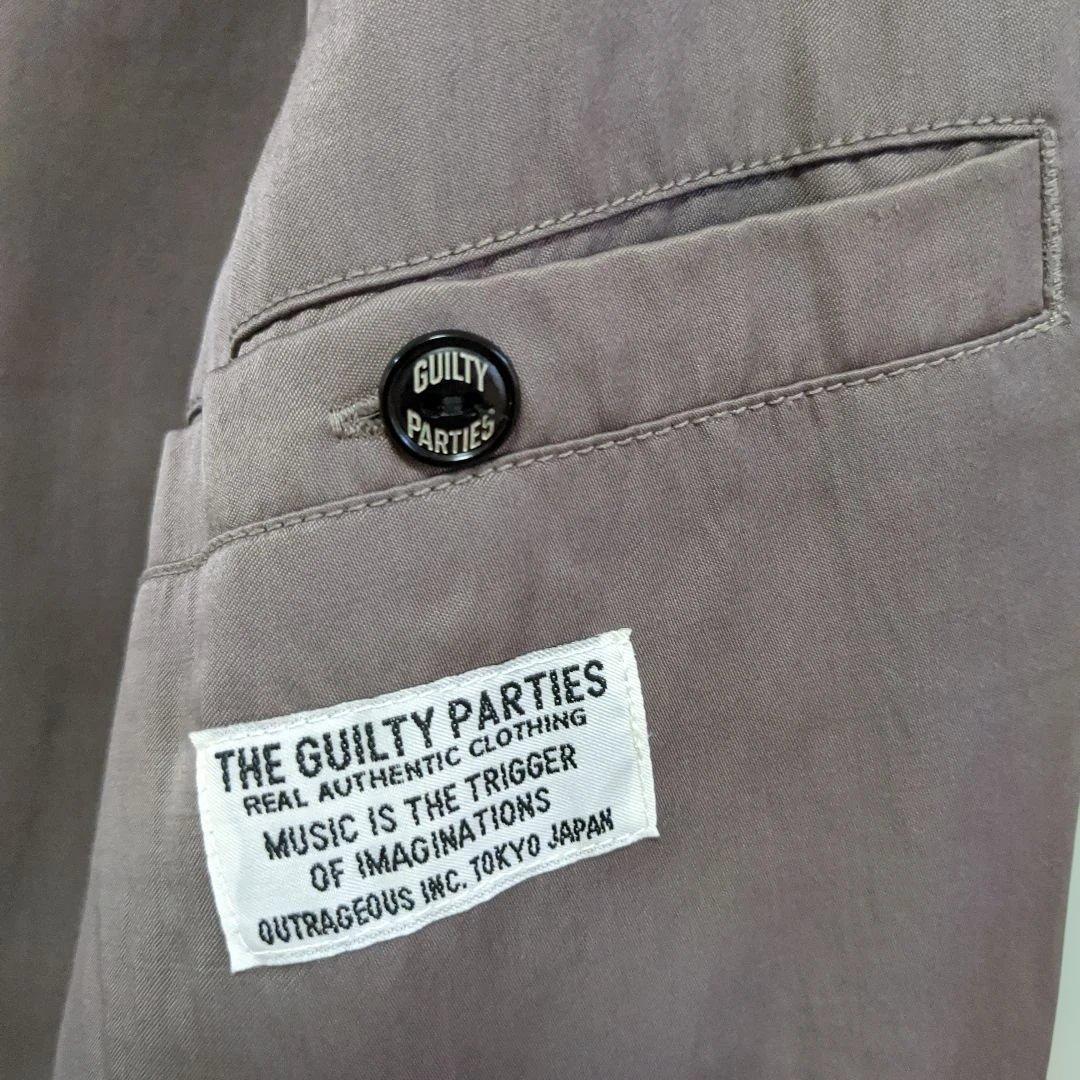 GUILTY
PARTIES
THE GUILTY PARTIES
REAL AUTHENTIC CLOTHING
MUSIC IS THE TRIGGER
OF IMAGINATIONS
OUTRAGEOUS INC. TOKYO JAPAN